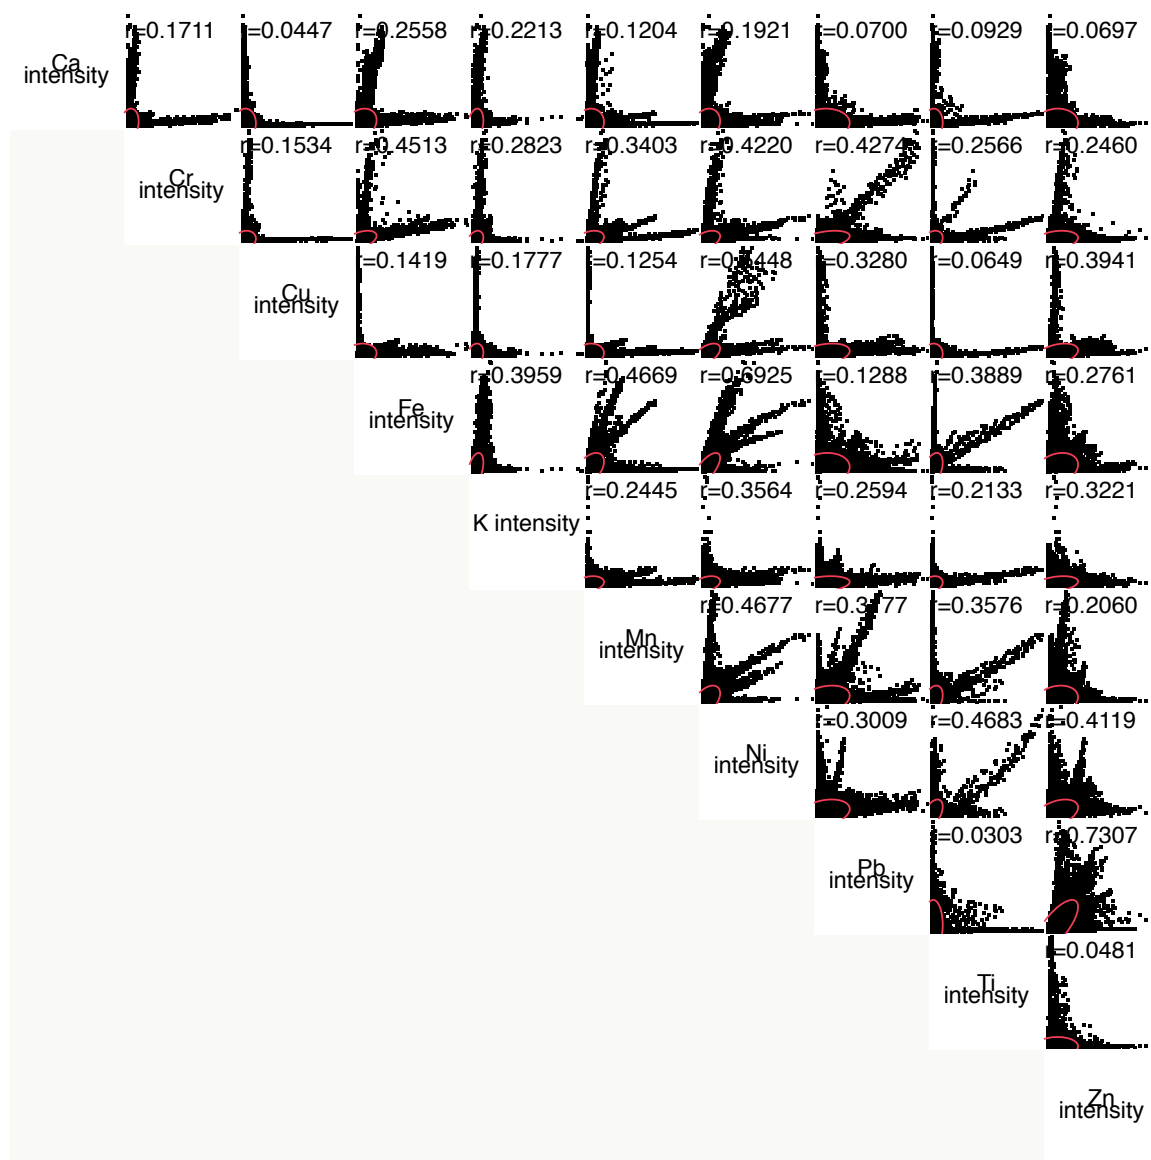 r=0.1711 r=0.0447 r=0.2558 r=0.2213 r=0.1204 r=0.1921 r=0.0700 r=0.0929 r=0.0697
Ca
intensity
r=0.1534 r=0.4513 r=0.2823 r=0.3403 r=0.4220 r=0.4274 r=0.2566 r=0.2460
Cr
intensity
r=0.1419 r=0.1777 r=0.1254 r=0.3280 r=0.0649 r=0.3941
Cu
intensity
r=0.3959 r=0.4669 r=0.6925 r=0.1288 r=0.3889 r=0.2761
Fe
intensity
r=0.2445 r=0.3564 r=0.2594 r=0.2133 r=0.3221
K intensity
r=0.4677 r=0.3576 r=0.2060
Mn
intensity
r=0.3009 r=0.4683 r=0.4119
Ni
intensity
r=0.0303 r=0.7307
Pb
intensity
r=0.0481
Ti
intensity
Zn
intensity